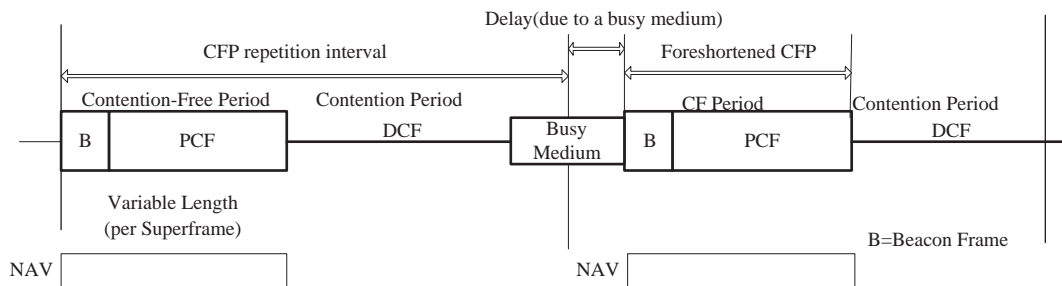 Delay(due to a busy medium)
CFP repetition interval
Foreshortened CFP
Contention-Free Period
Contention Period
CF Period
Contention Period
B
PCF
DCF
Busy
Medium
B
PCF
DCF
Variable Length
(per Superframe)
B=Beacon Frame
NAV
NAV